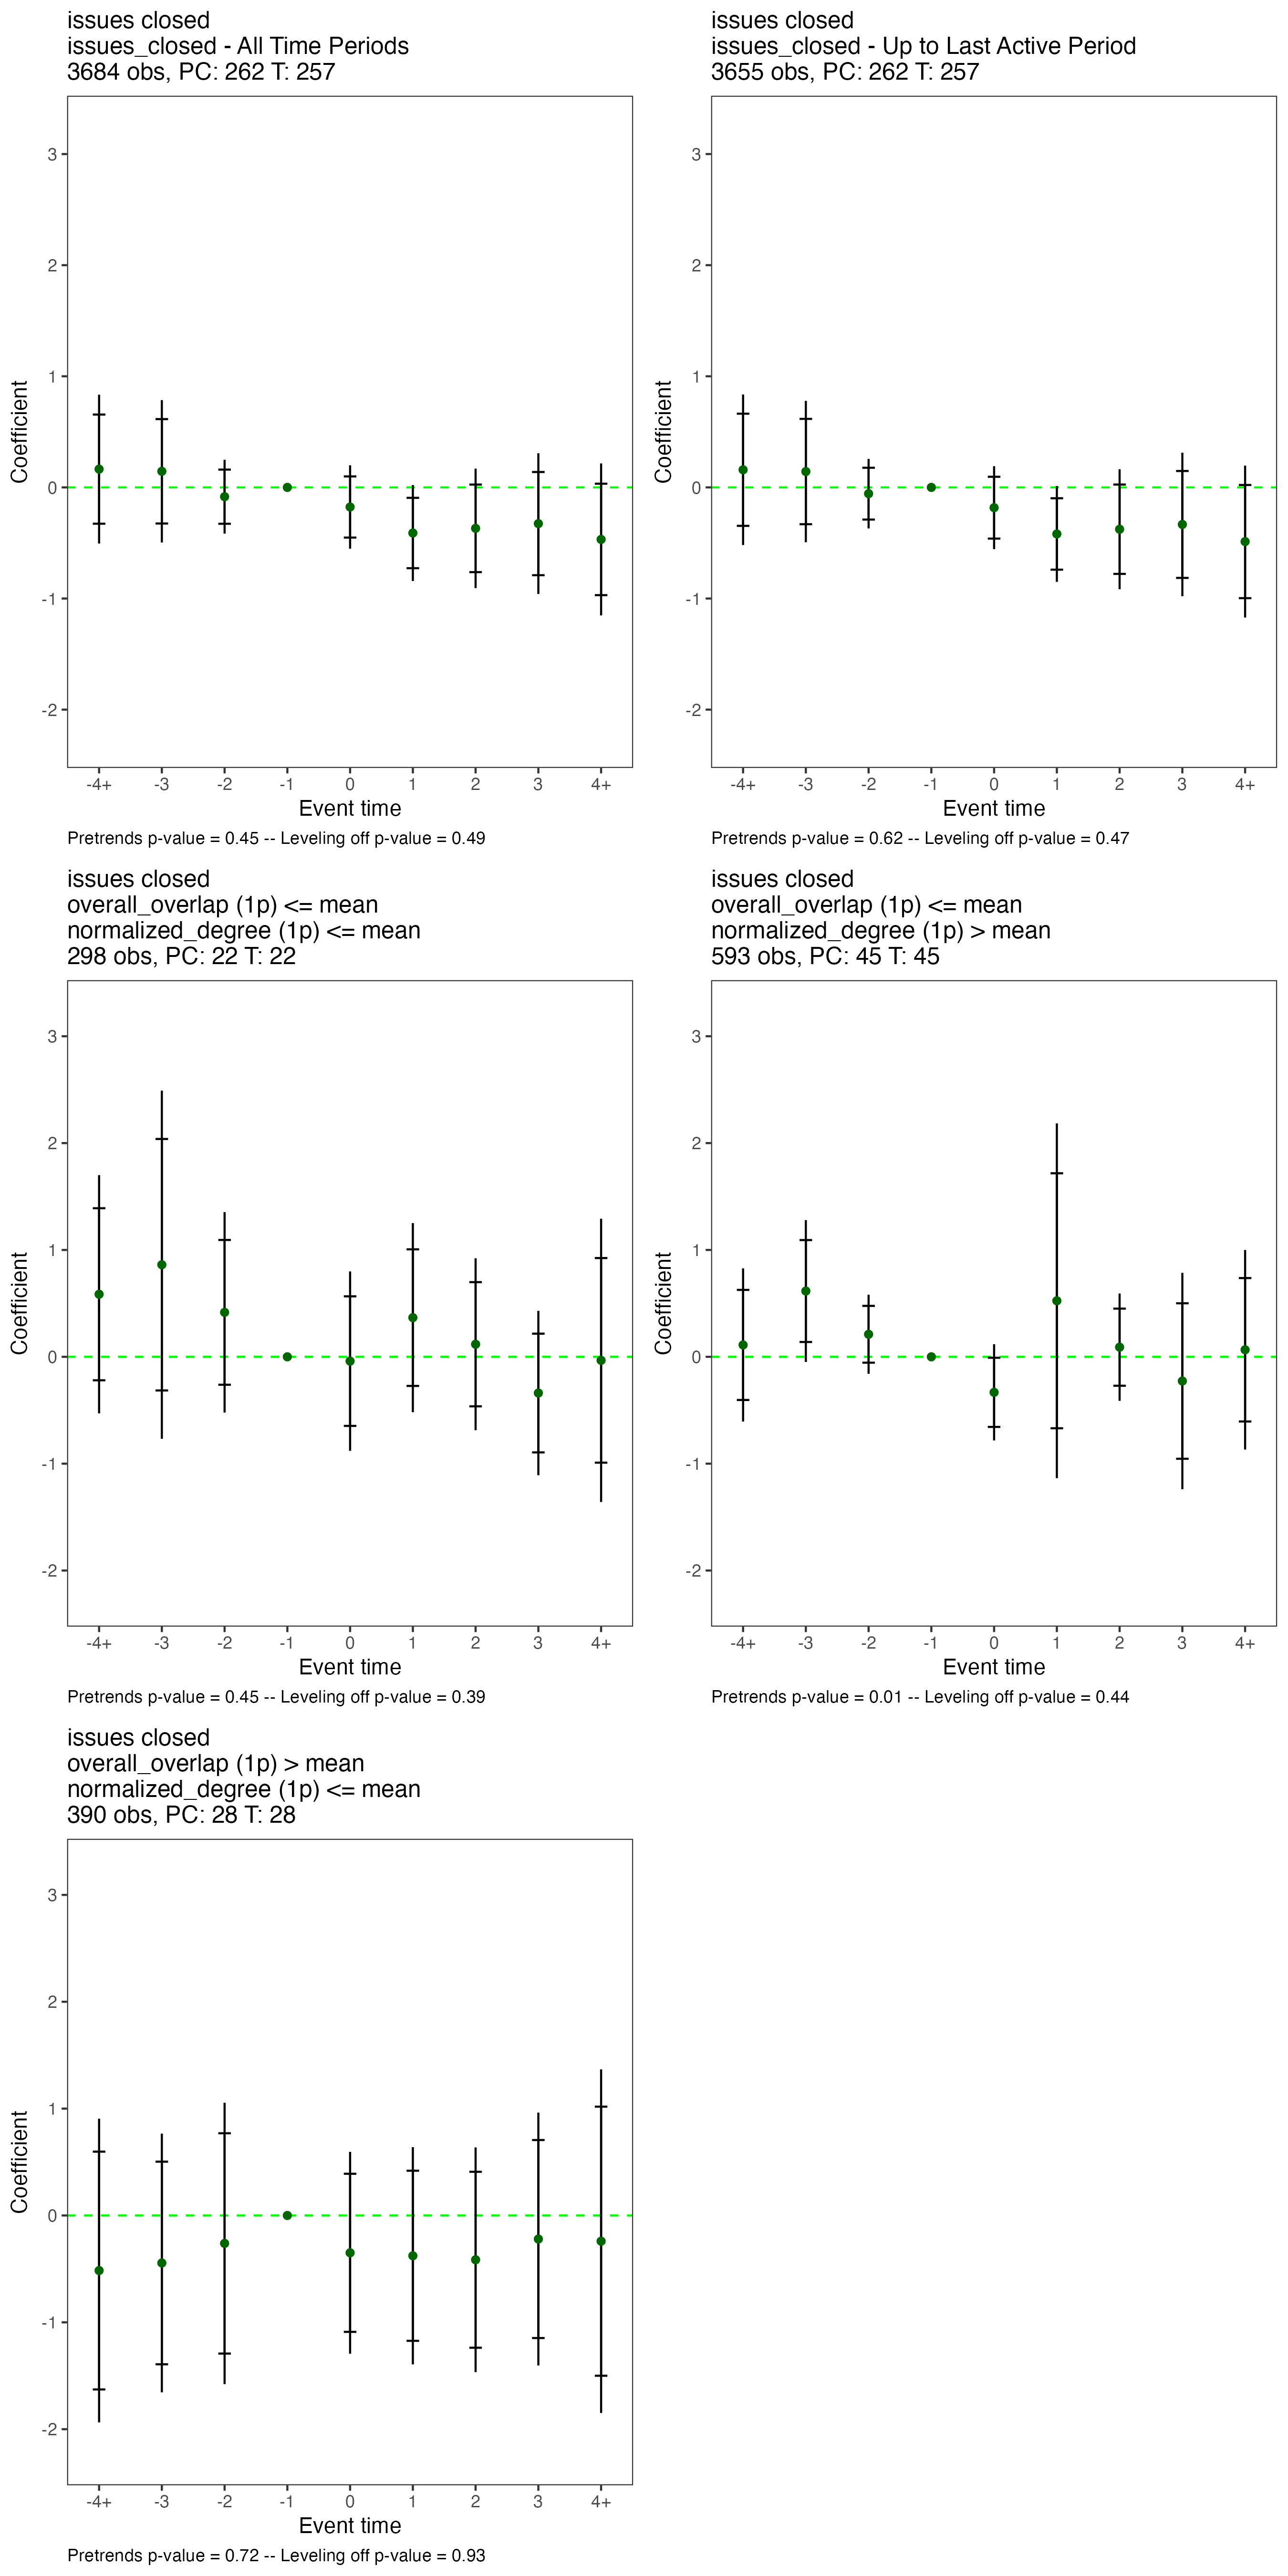 issues closed
issues_closed - All Time Periods
3684 obs, PC: 262 T: 257
3
2
1
0
-1
-2
Coefficient
-4+ -3 -2 -1 0 1 2 3 4+
Event time
Pretrends p-value = 0.45 -- Leveling off p-value = 0.49
issues closed
issues_closed - Up to Last Active Period
3655 obs, PC: 262 T: 257
3
2
1
0
-1
-2
Coefficient
-4+ -3 -2 -1 0 1 2 3 4+
Event time
Pretrends p-value = 0.62 -- Leveling off p-value = 0.47
issues closed
overall_overlap (1p) <= mean
normalized_degree (1p) <= mean
298 obs, PC: 22 T: 22
3
2
1
0
-1
-2
Coefficient
-4+ -3 -2 -1 0 1 2 3 4+
Event time
Pretrends p-value = 0.45 -- Leveling off p-value = 0.39
issues closed
overall_overlap (1p) <= mean
normalized_degree (1p) > mean
593 obs, PC: 45 T: 45
3
2
1
0
-1
-2
Coefficient
-4+ -3 -2 -1 0 1 2 3 4+
Event time
Pretrends p-value = 0.01 -- Leveling off p-value = 0.44
issues closed
overall_overlap (1p) > mean
normalized_degree (1p) <= mean
390 obs, PC: 28 T: 28
3
2
1
0
-1
-2
Coefficient
-4+ -3 -2 -1 0 1 2 3 4+
Event time
Pretrends p-value = 0.72 -- Leveling off p-value = 0.93